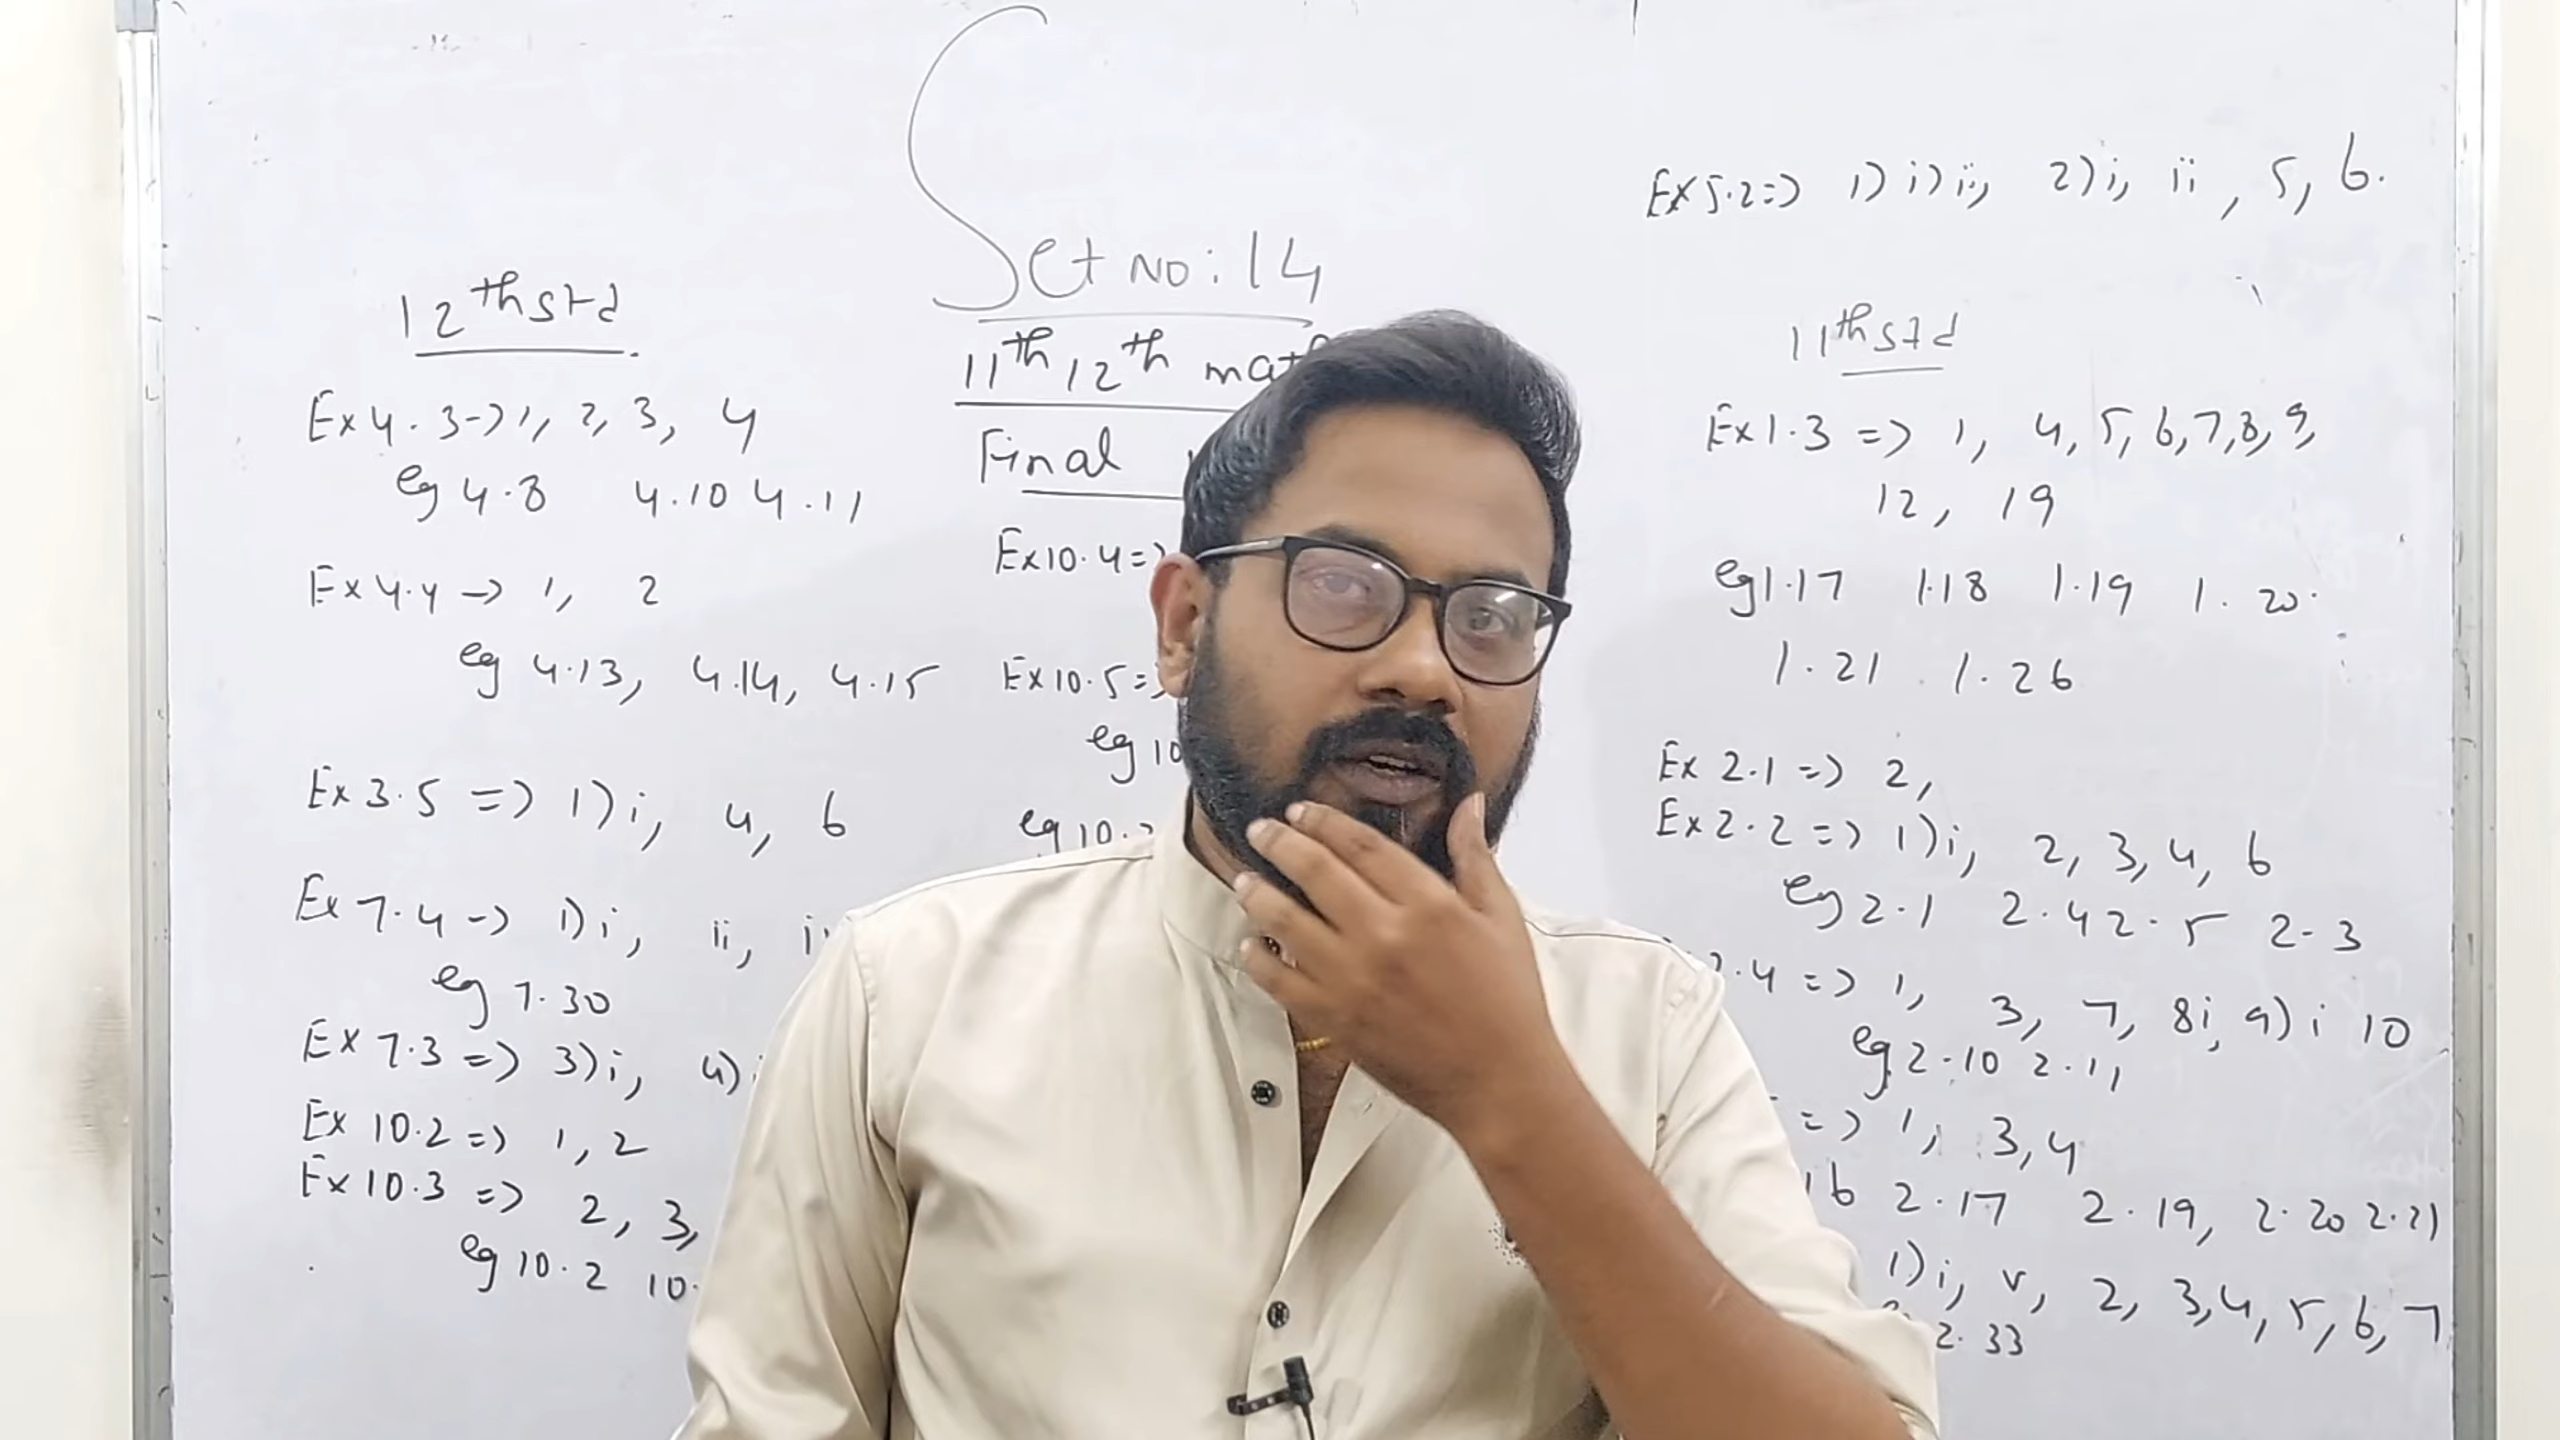 Set no: 14
11th 12th mat
Final
12th std
Ex 4.3 -> 1, 2, 3, 4
eg 4.8 4.10 4.11
Ex 4.4 -> 1, 2
eg 4.13, 4.14, 4.15
Ex 3.5 => 1) i, 4, 6
Ex 7.4 -> 1) i, ii,
eg 7.30
Ex 7.3 => 3) i, 4)
Ex 10.2 => 1, 2
Ex 10.3 => 2, 3,
eg 10.2 10.
Ex 10.4 =>
Ex 10.5 =>
eg 10
eg 10.
Ex 5.2 => 1) i) ii, 2) i, ii, 5, 6.
11th std
Ex 1.3 => 1, 4, 5, 6, 7, 8, 9,
12, 19
eg 1.17 1.18 1.19 1.20.
1.21 1.26
Ex 2.1 => 2,
Ex 2.2 => 1) i, 2, 3, 4, 6
eg 2.1 2.4 2.5 2.3
.4 => 1, 3, 7, 8i, 9) i 10
eg 2.10 2.11
=> 1, 3, 4
16 2.17 2.19, 2.20 2.21
1) i, v, 2, 3, 4, 5, 6, 7
2.33